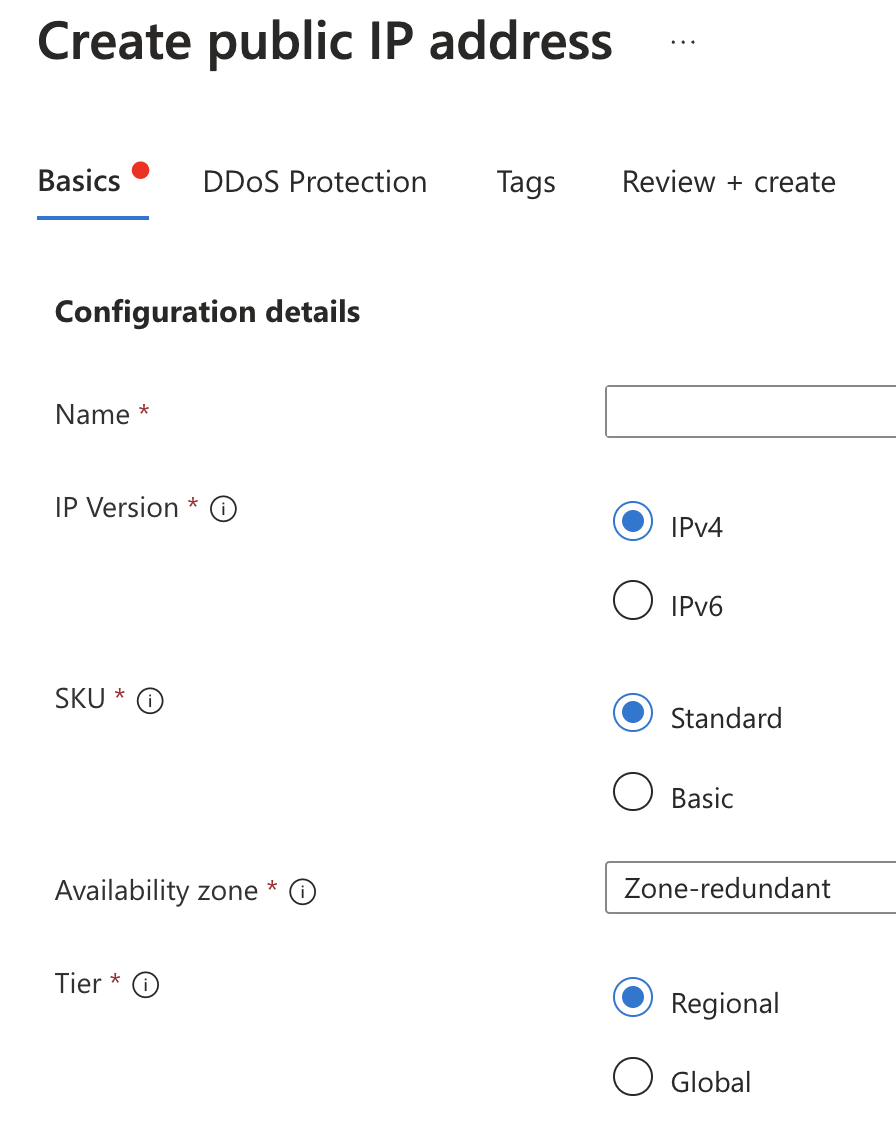 Create public IP address ...
Basics DDoS Protection Tags Review + create
Configuration details
Name *
IP Version * i
IPv4
IPv6
SKU * i
Standard
Basic
Availability zone * i Zone-redundant
Tier * i
Regional
Global